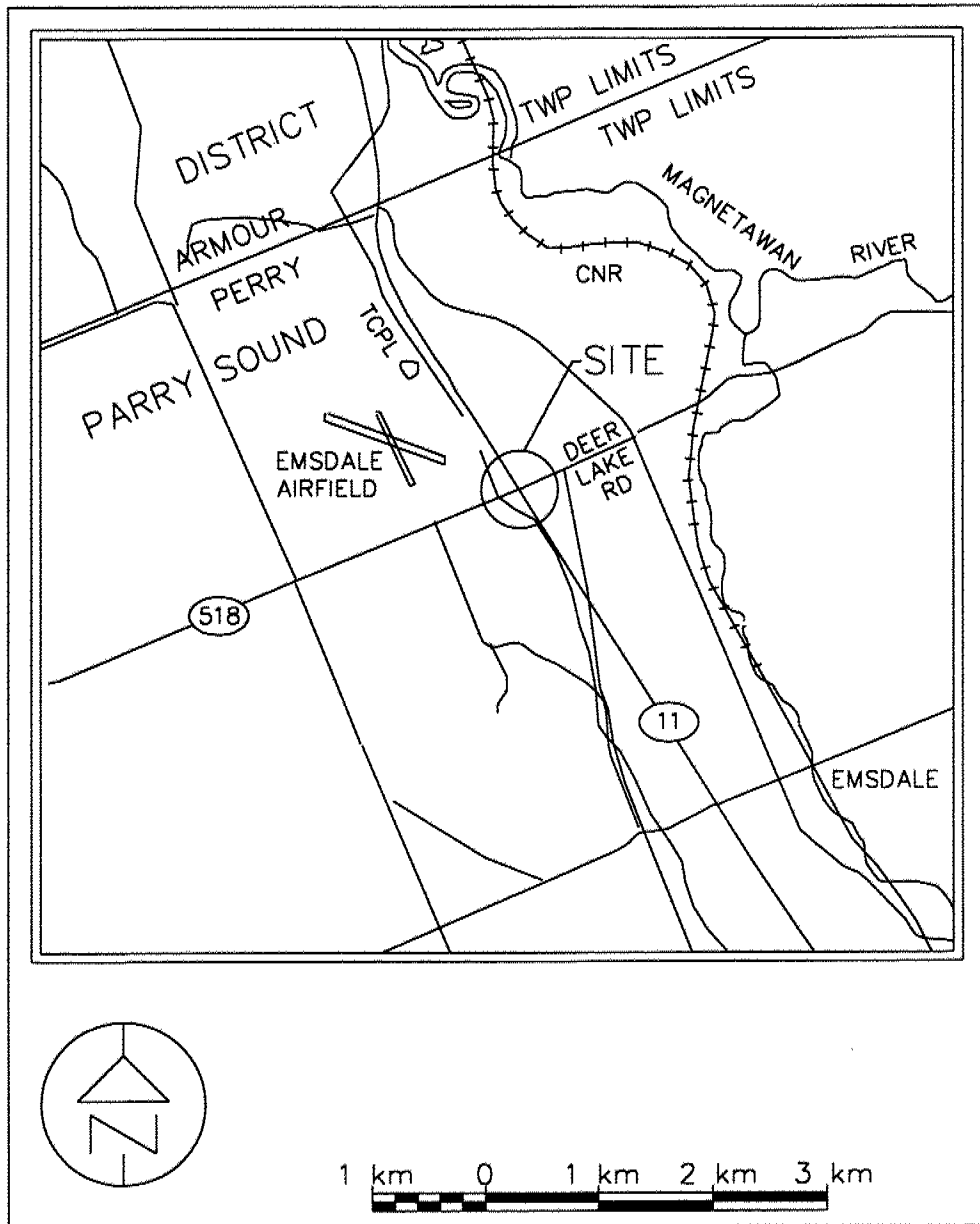 TWP LIMITS
TWP LIMITS
DISTRICT
MAGNETAWAN
RIVER
ARMOUR
PERRY
CNR
TCPL
PARRY SOUND
SITE
DEER
LAKE
RD
EMSDALE
AIRFIELD
518
11
EMSDALE
N
1 km 0 1 km 2 km 3 km